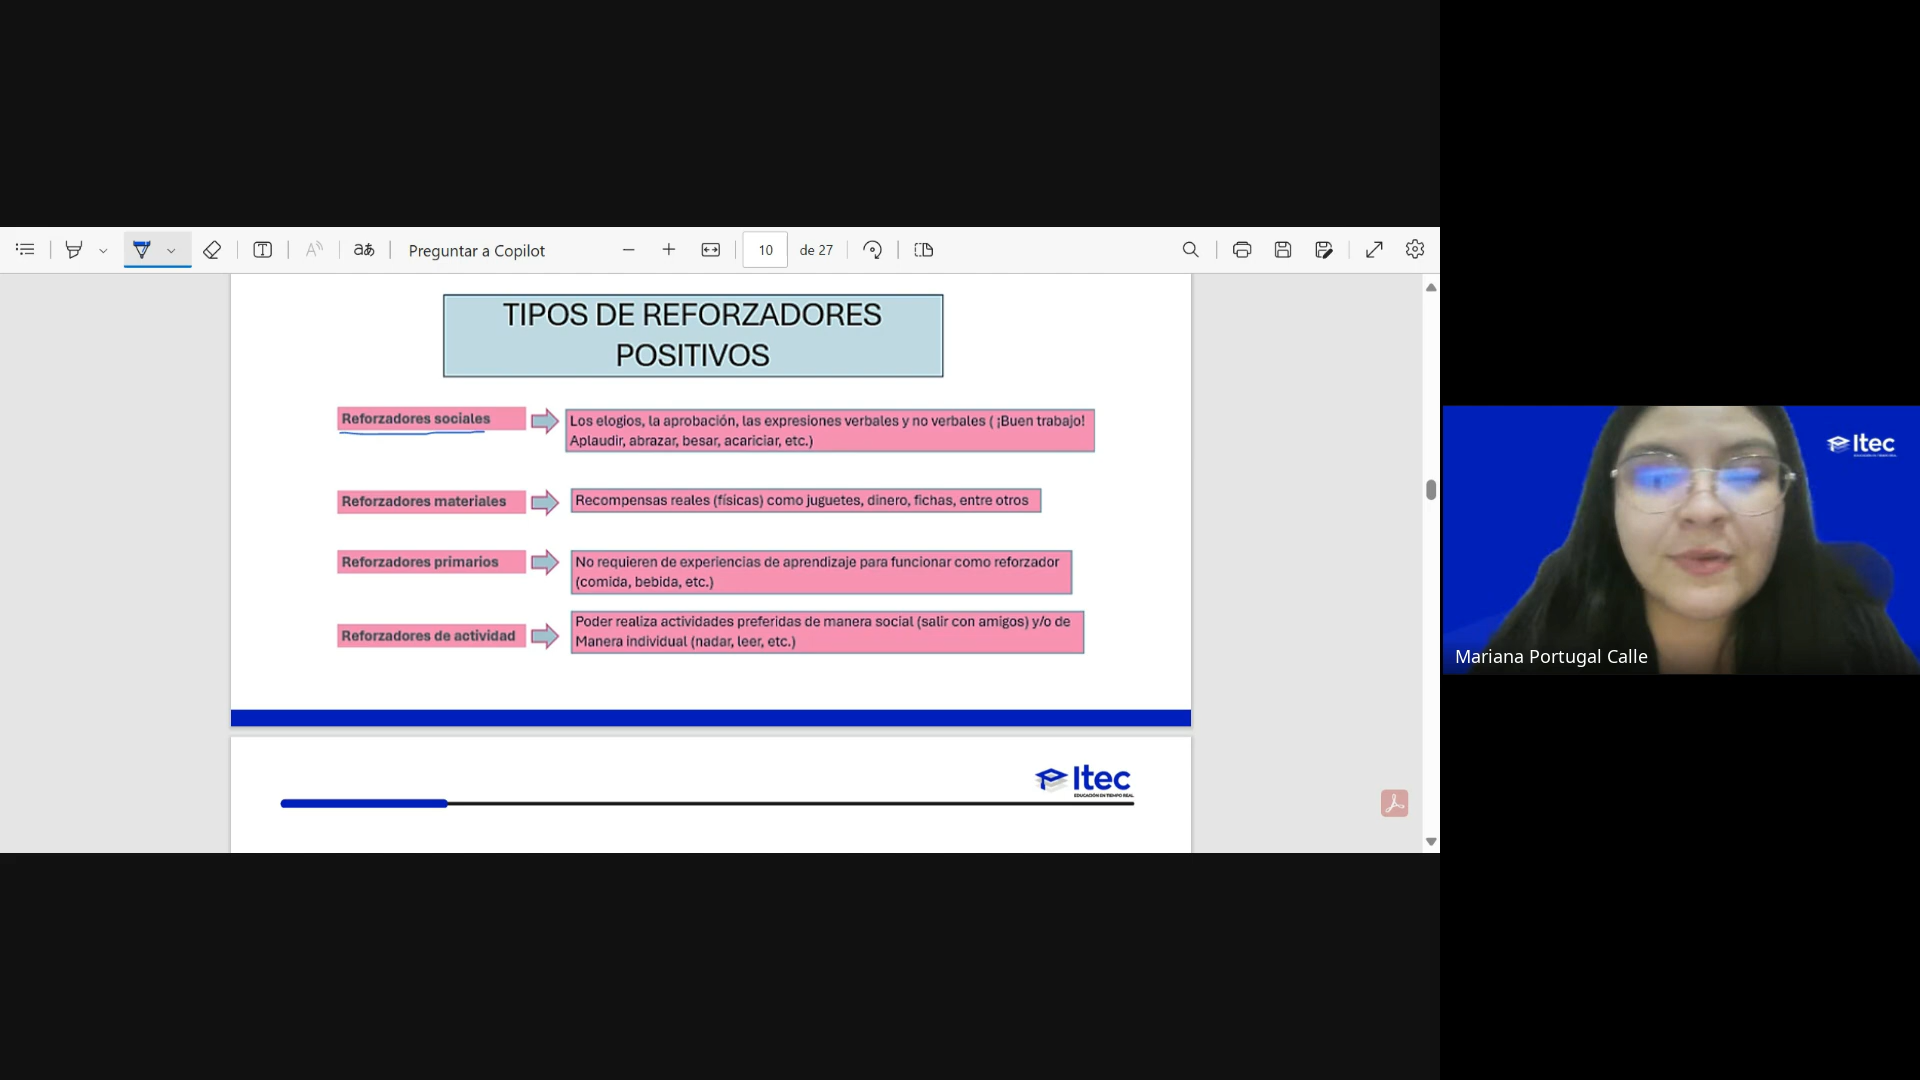 Preguntar a Copilot
10 de 27
TIPOS DE REFORZADORES
POSITIVOS
Reforzadores sociales
Los elogios, la aprobación, las expresiones verbales y no verbales ( ¡Buen trabajo!
Aplaudir, abrazar, besar, acariciar, etc.)
Reforzadores materiales
Recompensas reales (físicas) como juguetes, dinero, fichas, entre otros
Reforzadores primarios
No requieren de experiencias de aprendizaje para funcionar como reforzador
(comida, bebida, etc.)
Reforzadores de actividad
Poder realiza actividades preferidas de manera social (salir con amigos) y/o de
Manera individual (nadar, leer, etc.)
Itec
EDUCACIÓN EN TIEMPO REAL
Itec
Mariana Portugal Calle